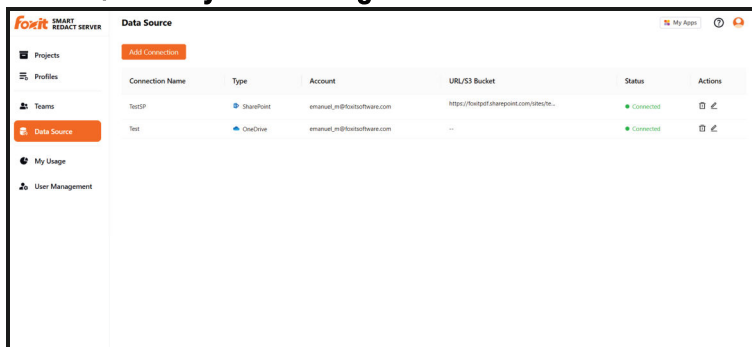 Foxit SMART REDACT SERVER
Data Source
My Apps
Projects
Profiles
Teams
Data Source
My Usage
User Management
Add Connection
Connection Name Type Account URL/S3 Bucket Status Actions
TestSP SharePoint emanuel_m@foxitsoftware.com https://foxitpdf.sharepoint.com/sites/te... Connected
Test OneDrive emanuel_m@foxitsoftware.com -- Connected